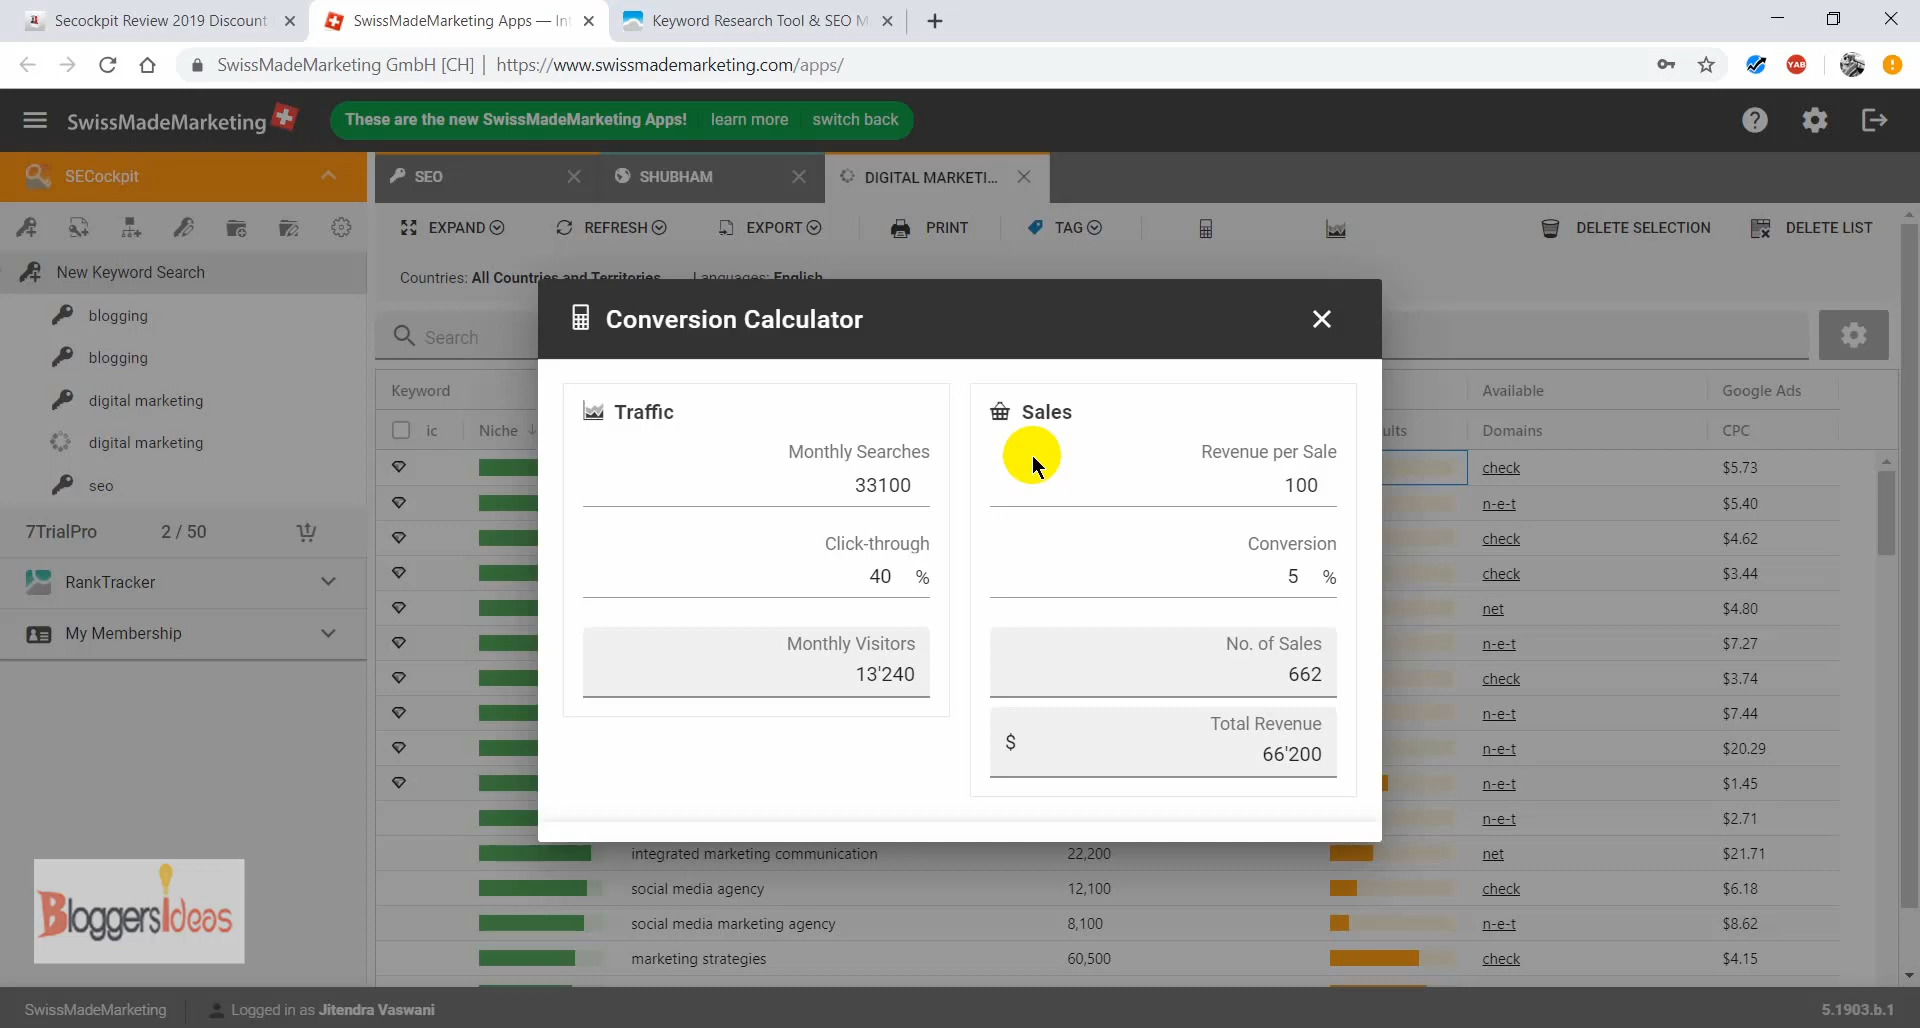 Secockpit Review 2019 Discount
SwissMadeMarketing Apps — Int
Keyword Research Tool & SEO M
SwissMadeMarketing GmbH [CH] | https://www.swissmademarketing.com/apps/
YAB
SwissMadeMarketing
These are the new SwissMadeMarketing Apps! learn more switch back
SECockpit
SEO
SHUBHAM
DIGITAL MARKETI...
EXPAND
REFRESH
EXPORT
PRINT
TAG
DELETE SELECTION
DELETE LIST
New Keyword Search
blogging
blogging
digital marketing
digital marketing
seo
7TrialPro 2 / 50
RankTracker
My Membership
Countries: All Countries and Territories Languages: English
Search
Keyword Available Google Ads
ic Niche ults Domains CPC
Conversion Calculator
Traffic
Monthly Searches
33100
Click-through
40 %
Monthly Visitors
13'240
Sales
Revenue per Sale
100
Conversion
5 %
No. of Sales
662
Total Revenue
$ 66'200
check $5.73
n-e-t $5.40
check $4.62
check $3.44
net $4.80
n-e-t $7.27
check $3.74
n-e-t $7.44
n-e-t $20.29
n-e-t $1.45
n-e-t $2.71
integrated marketing communication 22,200 net $21.71
social media agency 12,100 check $6.18
social media marketing agency 8,100 n-e-t $8.62
marketing strategies 60,500 check $4.15
BloggersIdeas
SwissMadeMarketing
Logged in as Jitendra Vaswani
5.1903.b.1